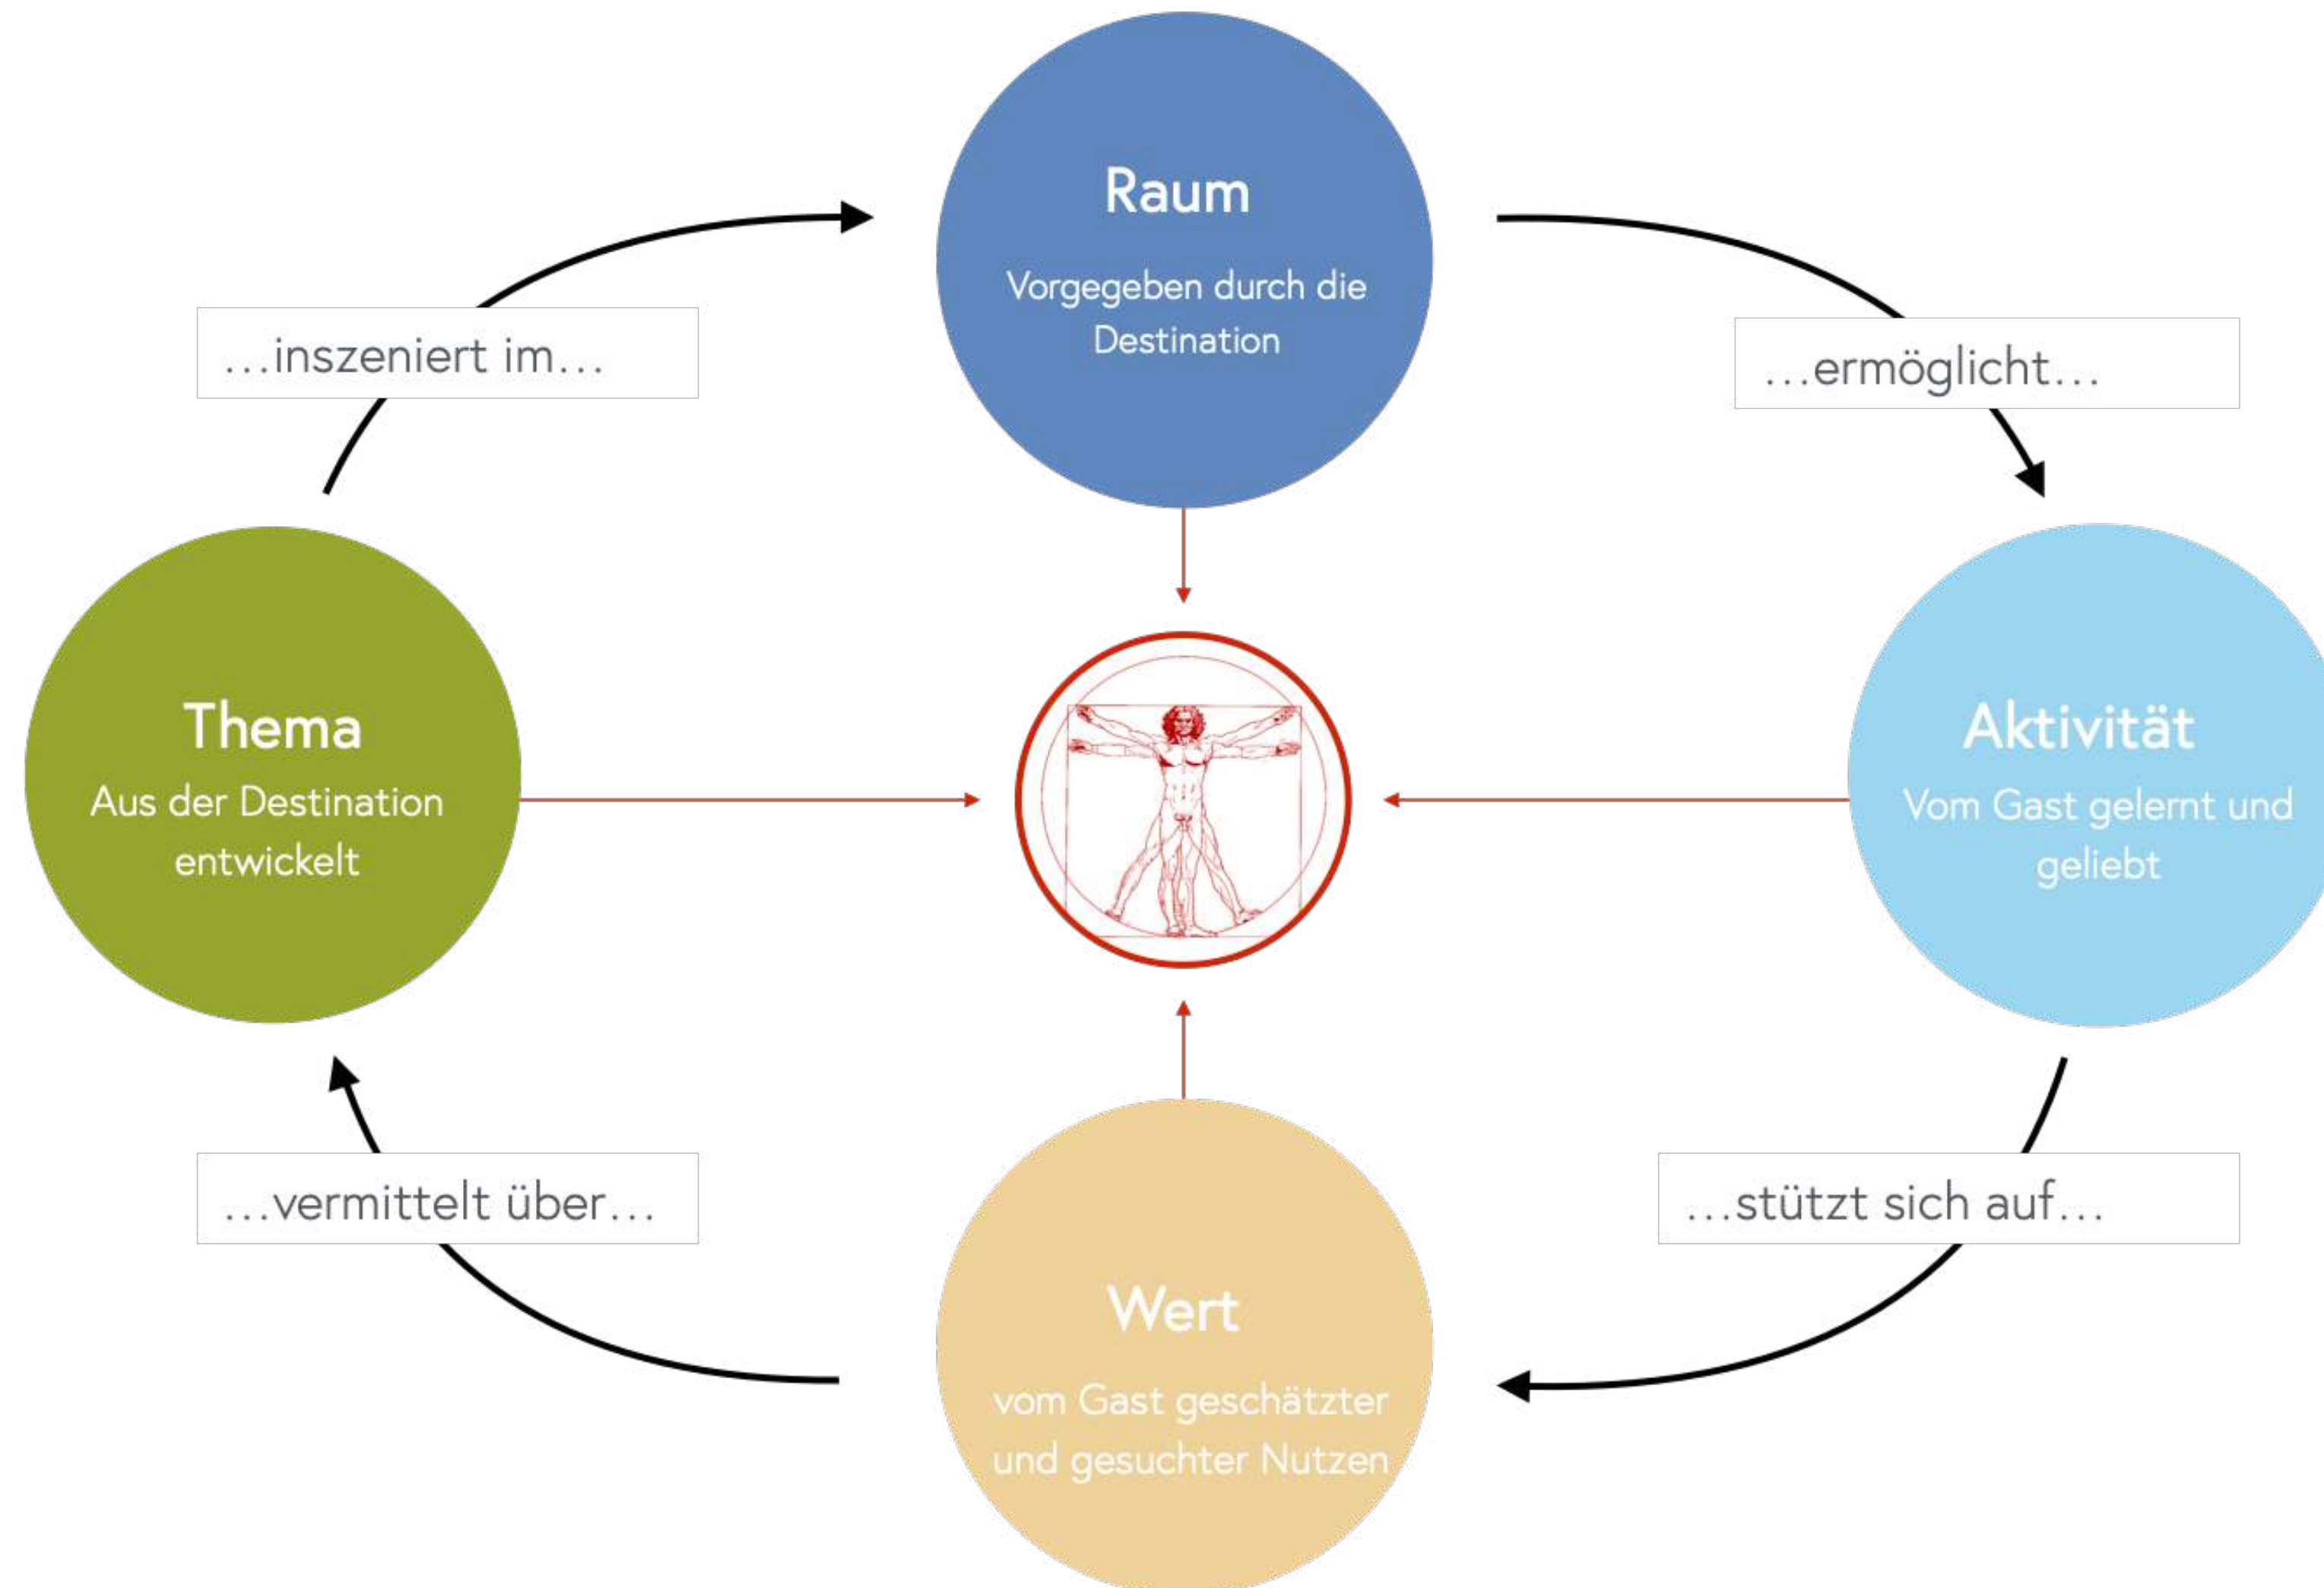 Raum
Vorgegeben durch die
Destination
…inszeniert im…
…ermöglicht…
Thema
Aus der Destination
entwickelt
Aktivität
Vom Gast gelernt und
geliebt
…vermittelt über…
…stützt sich auf…
Wert
vom Gast geschätzter
und gesuchter Nutzen